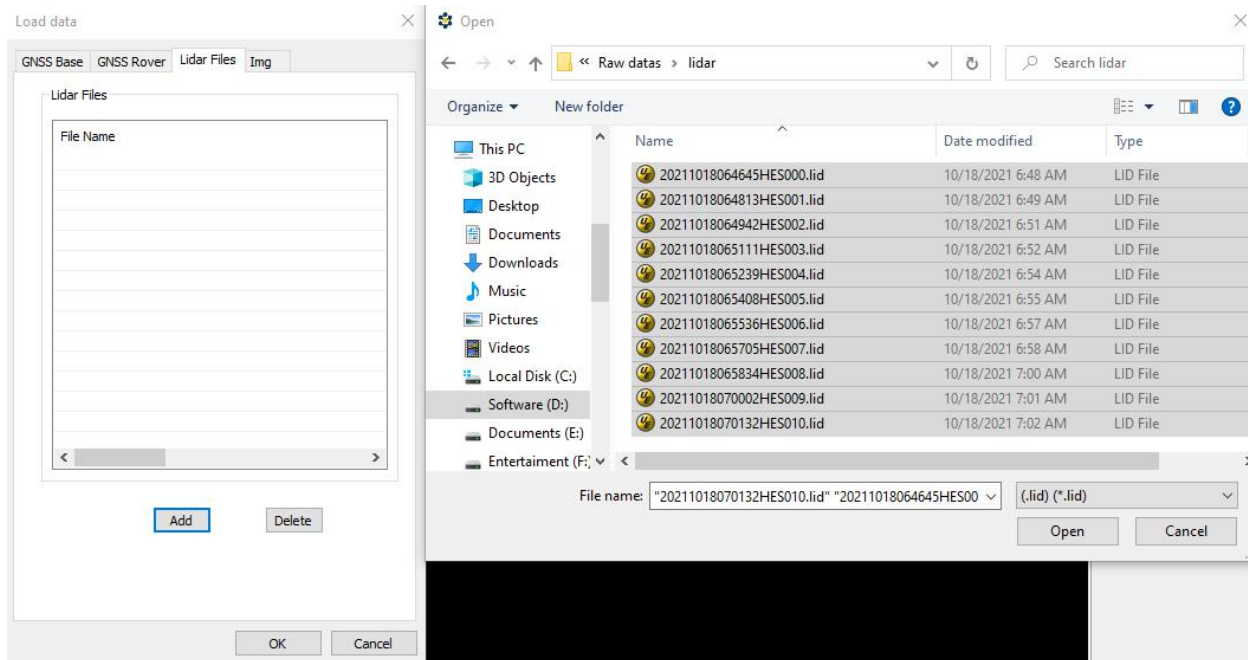 Load data
GNSS Base GNSS Rover Lidar Files Img
Lidar Files
File Name
Add Delete
OK Cancel
Open
« Raw datas › lidar
Search lidar
Organize New folder
This PC
3D Objects
Desktop
Documents
Downloads
Music
Pictures
Videos
Local Disk (C:)
Software (D:)
Documents (E:)
Entertaiment (F:)
Name Date modified Type
20211018064645HES000.lid 10/18/2021 6:48 AM LID File
20211018064813HES001.lid 10/18/2021 6:49 AM LID File
20211018064942HES002.lid 10/18/2021 6:51 AM LID File
20211018065111HES003.lid 10/18/2021 6:52 AM LID File
20211018065239HES004.lid 10/18/2021 6:54 AM LID File
20211018065408HES005.lid 10/18/2021 6:55 AM LID File
20211018065536HES006.lid 10/18/2021 6:57 AM LID File
20211018065705HES007.lid 10/18/2021 6:58 AM LID File
20211018065834HES008.lid 10/18/2021 7:00 AM LID File
20211018070002HES009.lid 10/18/2021 7:01 AM LID File
20211018070132HES010.lid 10/18/2021 7:02 AM LID File
File name: "20211018070132HES010.lid" "20211018064645HES00 (.lid) (*.lid)
Open Cancel